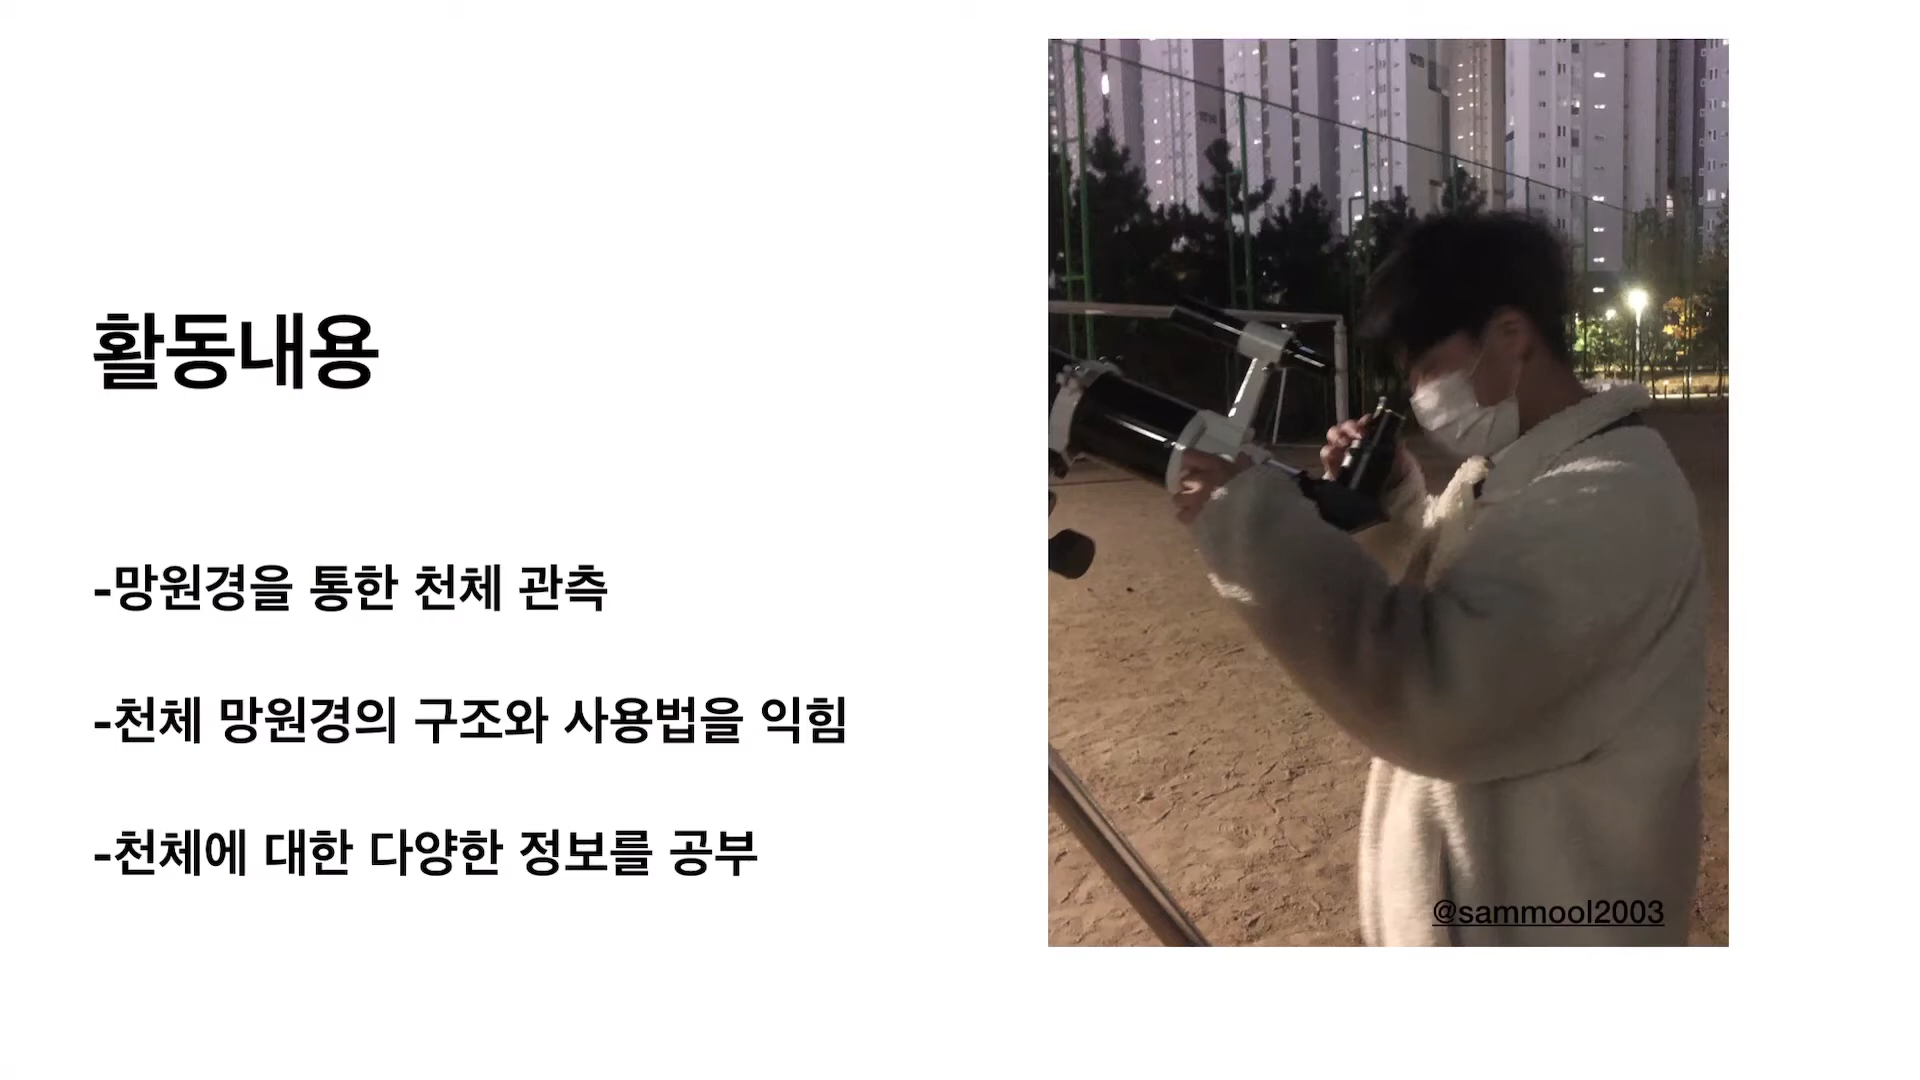 활동내용
-망원경을 통한 천체 관측
-천체 망원경의 구조와 사용법을 익힘
-천체에 대한 다양한 정보를 공부
@sammool2003